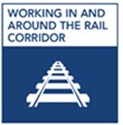 WORKING IN AND
AROUND THE RAIL
CORRIDOR